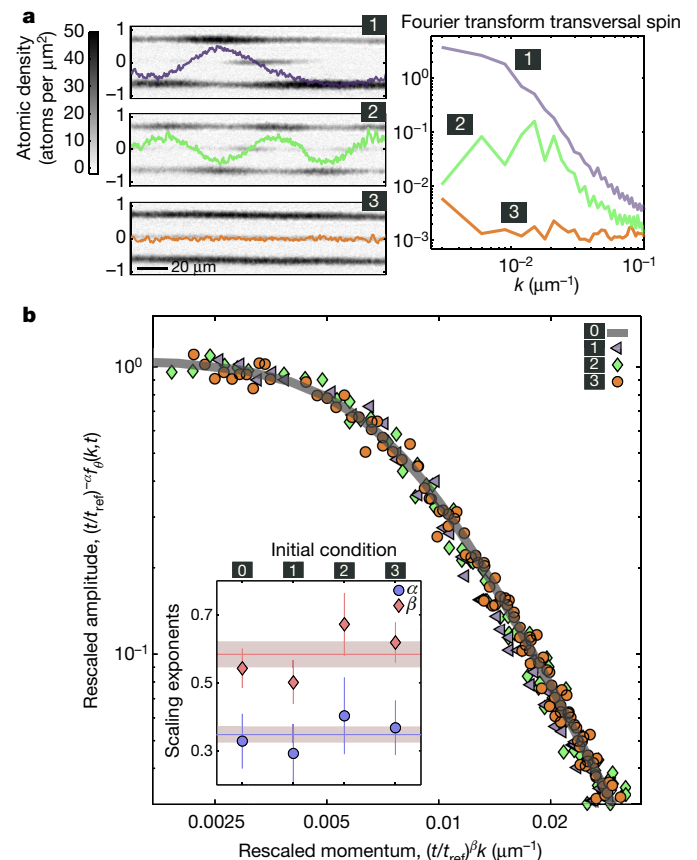 a
Atomic density
(atoms per μm²)
50
40
30
20
10
0
1
0
-1
1
1
0
-1
2
1
0
-1
3
20 μm
Fourier transform transversal spin
10⁰
10⁻¹
10⁻²
10⁻³
1
2
3
10⁻²
10⁻¹
k (μm⁻¹)
b
Rescaled amplitude, (t/t_ref)^−α f_θ(k,t)
10⁰
10⁻¹
0
1
2
3
Initial condition
0 1 2 3
α
β
Scaling exponents
0.7
0.5
0.3
0.0025 0.005 0.01 0.02
Rescaled momentum, (t/t_ref)^β k (μm⁻¹)